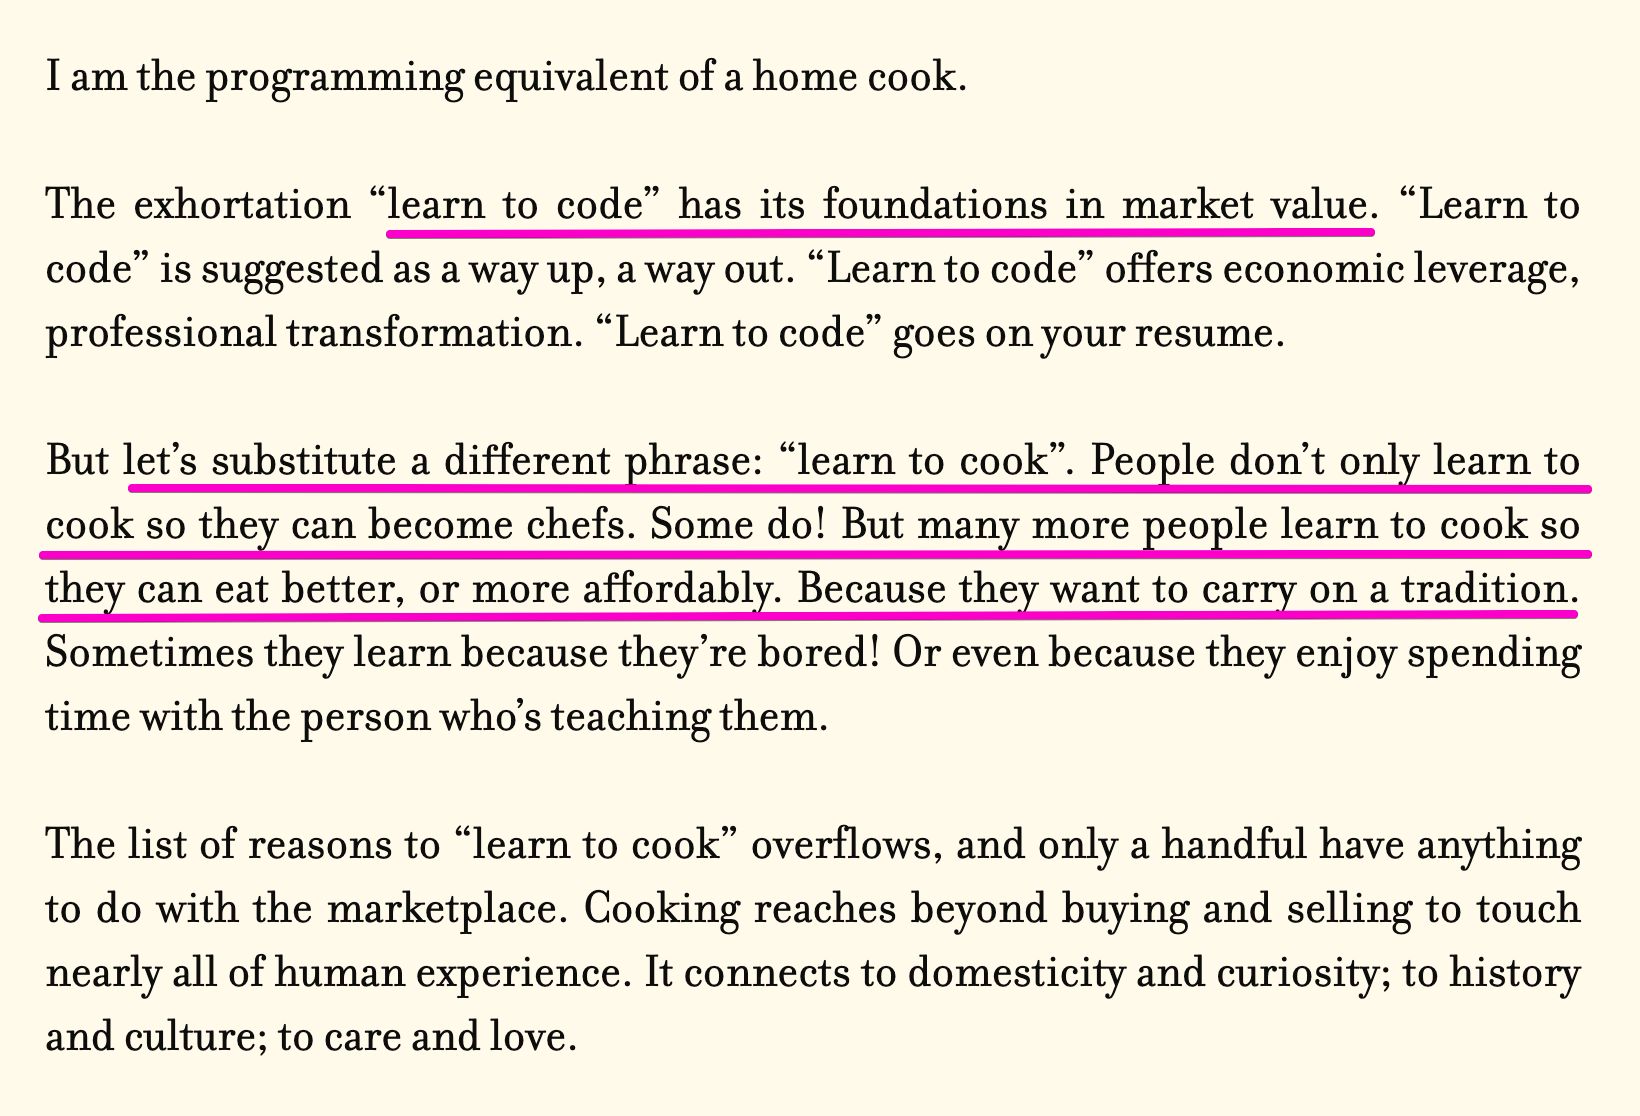 I am the programming equivalent of a home cook.
The exhortation “learn to code” has its foundations in market value. “Learn to
code” is suggested as a way up, a way out. “Learn to code” offers economic leverage,
professional transformation. “Learn to code” goes on your resume.
But let’s substitute a different phrase: “learn to cook”. People don’t only learn to
cook so they can become chefs. Some do! But many more people learn to cook so
they can eat better, or more affordably. Because they want to carry on a tradition.
Sometimes they learn because they’re bored! Or even because they enjoy spending
time with the person who’s teaching them.
The list of reasons to “learn to cook” overflows, and only a handful have anything
to do with the marketplace. Cooking reaches beyond buying and selling to touch
nearly all of human experience. It connects to domesticity and curiosity; to history
and culture; to care and love.